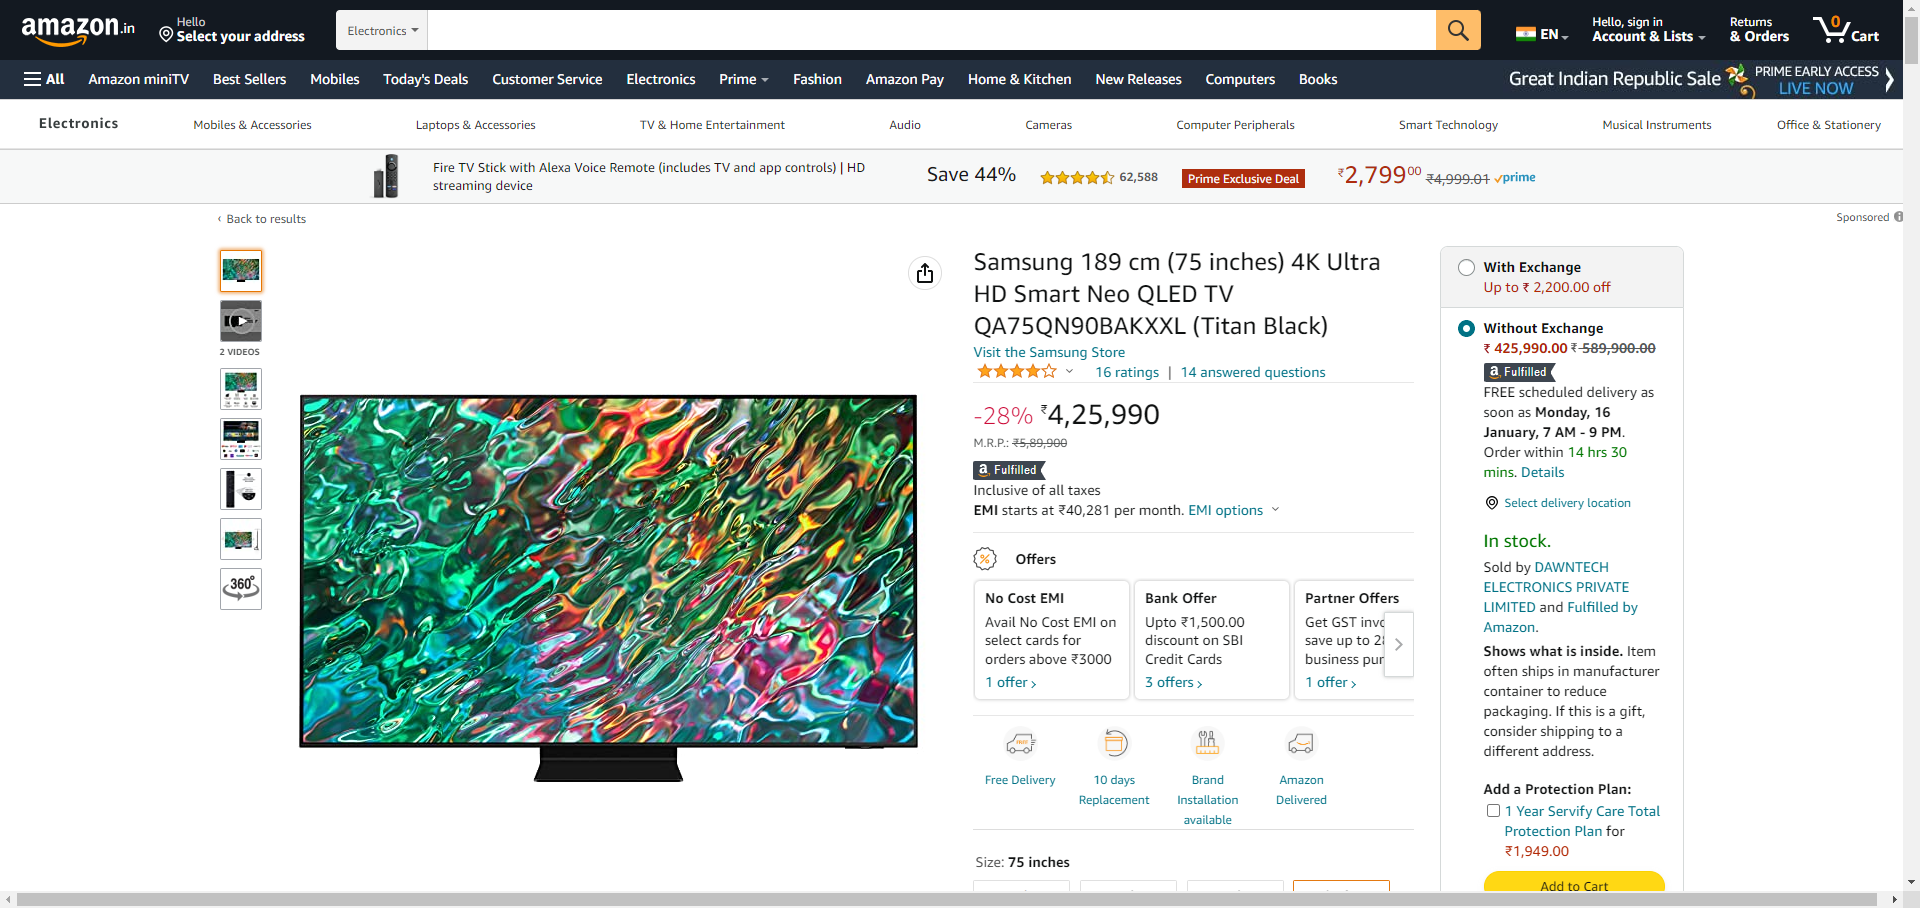 amazon.in
Hello
Select your address
Electronics
EN
Hello, sign in
Account & Lists
Returns
& Orders
0
Cart
All
Amazon miniTV
Best Sellers
Mobiles
Today's Deals
Customer Service
Electronics
Prime
Fashion
Amazon Pay
Home & Kitchen
New Releases
Computers
Books
Great Indian Republic Sale
PRIME EARLY ACCESS
LIVE NOW
Electronics
Mobiles & Accessories
Laptops & Accessories
TV & Home Entertainment
Audio
Cameras
Computer Peripherals
Smart Technology
Musical Instruments
Office & Stationery
Fire TV Stick with Alexa Voice Remote (includes TV and app controls) | HD
streaming device
Save 44%
62,588
Prime Exclusive Deal
₹2,79900 ₹4,999.01 prime
‹ Back to results
Sponsored
2 VIDEOS
360°
Samsung 189 cm (75 inches) 4K Ultra
HD Smart Neo QLED TV
QA75QN90BAKXXL (Titan Black)
Visit the Samsung Store
16 ratings | 14 answered questions
-28% ₹4,25,990
M.R.P.: ₹5,89,900
a Fulfilled
Inclusive of all taxes
EMI starts at ₹40,281 per month. EMI options
Offers
No Cost EMI
Avail No Cost EMI on
select cards for
orders above ₹3000
1 offer ›
Bank Offer
Upto ₹1,500.00
discount on SBI
Credit Cards
3 offers ›
Partner Offers
Get GST invo
save up to 28
business pur
1 offer ›
Free Delivery
10 days
Replacement
Brand
Installation
available
Amazon
Delivered
Size: 75 inches
With Exchange
Up to ₹ 2,200.00 off
Without Exchange
₹ 425,990.00 ₹ 589,900.00
a Fulfilled
FREE scheduled delivery as
soon as Monday, 16
January, 7 AM - 9 PM.
Order within 14 hrs 30
mins. Details
Select delivery location
In stock.
Sold by DAWNTECH
ELECTRONICS PRIVATE
LIMITED and Fulfilled by
Amazon.
Shows what is inside. Item
often ships in manufacturer
container to reduce
packaging. If this is a gift,
consider shipping to a
different address.
Add a Protection Plan:
1 Year Servify Care Total
Protection Plan for
₹1,949.00
Add to Cart